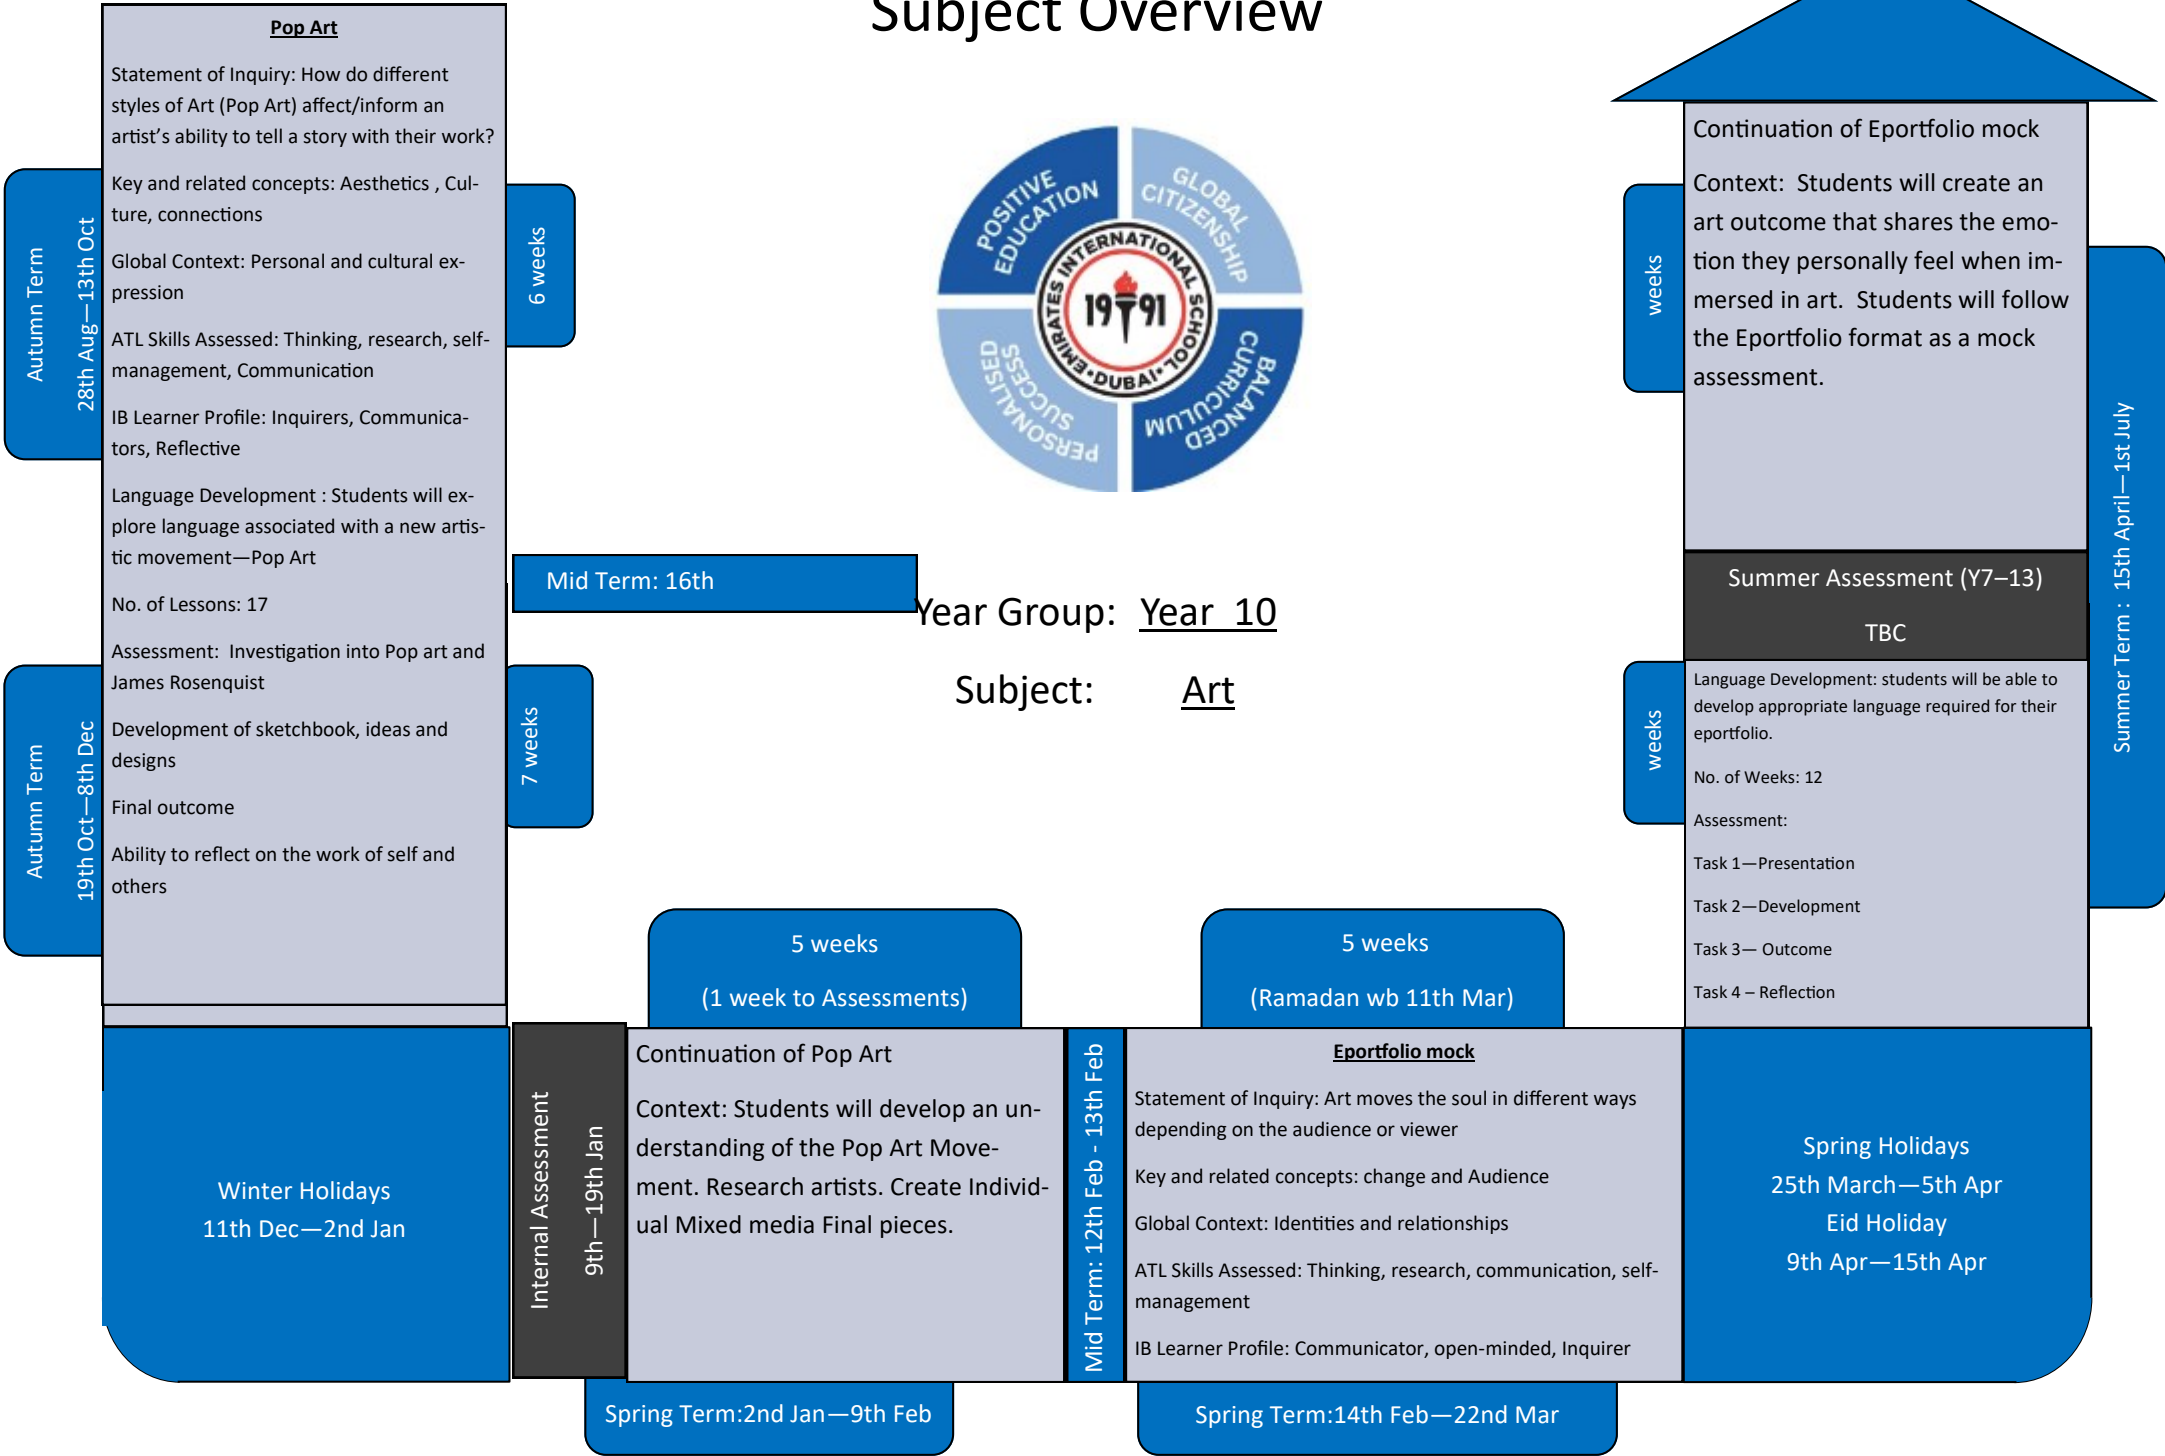 Subject Overview
Pop Art
Statement of Inquiry: How do different
styles of Art (Pop Art) affect/inform an
artist's ability to tell a story with their work?
Key and related concepts: Aesthetics , Cul-
ture, connections
Global Context: Personal and cultural ex-
pression
ATL Skills Assessed: Thinking, research, self-
management, Communication
IB Learner Profile: Inquirers, Communica-
tors, Reflective
Language Development : Students will ex-
plore language associated with a new artis-
tic movement—Pop Art
No. of Lessons: 17
Assessment:  Investigation into Pop art and
James Rosenquist
Development of sketchbook, ideas and
designs
Final outcome
Ability to reflect on the work of self and
others
Autumn Term
28th Aug—13th Oct
6 weeks
Autumn Term
19th Oct—8th Dec
7 weeks
Mid Term: 16th
POSITIVE
EDUCATION
GLOBAL
CITIZENSHIP
PERSONALISED
SUCCESS
BALANCED
CURRICULUM
EMIRATES INTERNATIONAL SCHOOL
•DUBAI•
1991
Year Group:  Year  10
Subject:  Art
Winter Holidays
11th Dec—2nd Jan
Internal Assessment
9th—19th Jan
5 weeks
(1 week to Assessments)
Continuation of Pop Art
Context: Students will develop an un-
derstanding of the Pop Art Move-
ment. Research artists. Create Individ-
ual Mixed media Final pieces.
Spring Term:2nd Jan—9th Feb
Mid Term: 12th Feb - 13th Feb
5 weeks
(Ramadan wb 11th Mar)
Eportfolio mock
Statement of Inquiry: Art moves the soul in different ways
depending on the audience or viewer
Key and related concepts: change and Audience
Global Context: Identities and relationships
ATL Skills Assessed: Thinking, research, communication, self-
management
IB Learner Profile: Communicator, open-minded, Inquirer
Spring Term:14th Feb—22nd Mar
Spring Holidays
25th March—5th Apr
Eid Holiday
9th Apr—15th Apr
Continuation of Eportfolio mock
Context:  Students will create an
art outcome that shares the emo-
tion they personally feel when im-
mersed in art.  Students will follow
the Eportfolio format as a mock
assessment.
weeks
Summer Assessment (Y7–13)
TBC
Language Development: students will be able to
develop appropriate language required for their
eportfolio.
No. of Weeks: 12
Assessment:
Task 1—Presentation
Task 2—Development
Task 3— Outcome
Task 4 – Reflection
weeks
Summer Term :  15th April—1st July